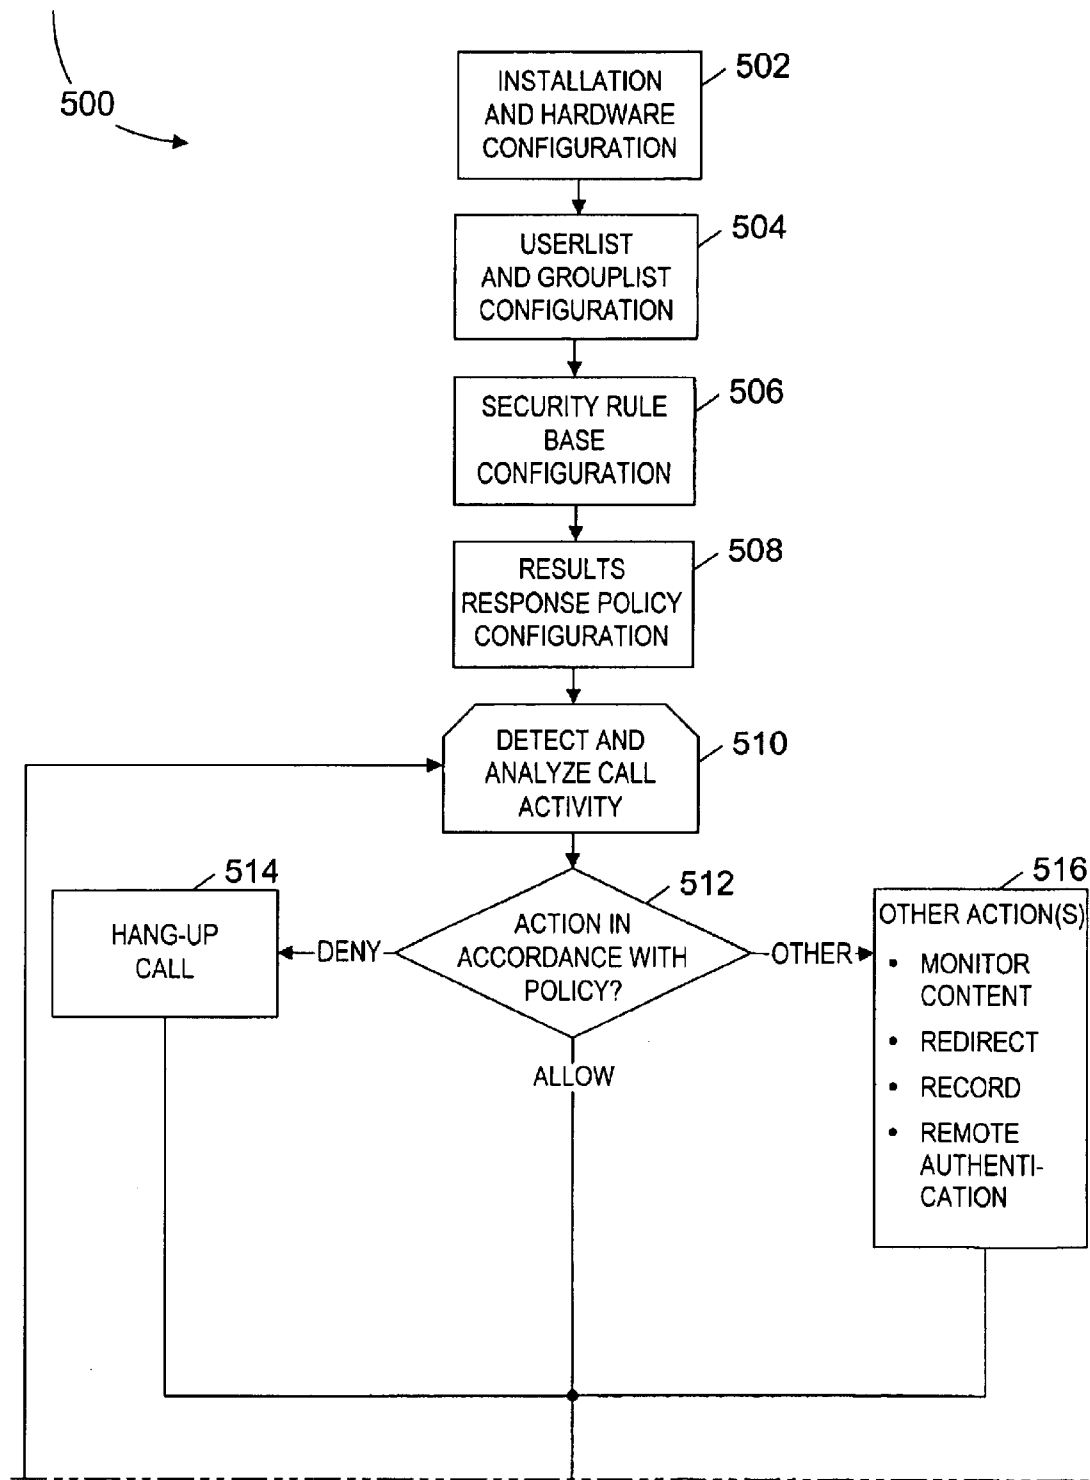 500
502
INSTALLATION
AND HARDWARE
CONFIGURATION
504
USERLIST
AND GROUPLIST
CONFIGURATION
506
SECURITY RULE
BASE
CONFIGURATION
508
RESULTS
RESPONSE POLICY
CONFIGURATION
510
DETECT AND
ANALYZE CALL
ACTIVITY
514
HANG-UP
CALL
DENY
512
ACTION IN
ACCORDANCE WITH
POLICY?
OTHER
ALLOW
516
OTHER ACTION(S)
• MONITOR
CONTENT
• REDIRECT
• RECORD
• REMOTE
AUTHENTI-
CATION